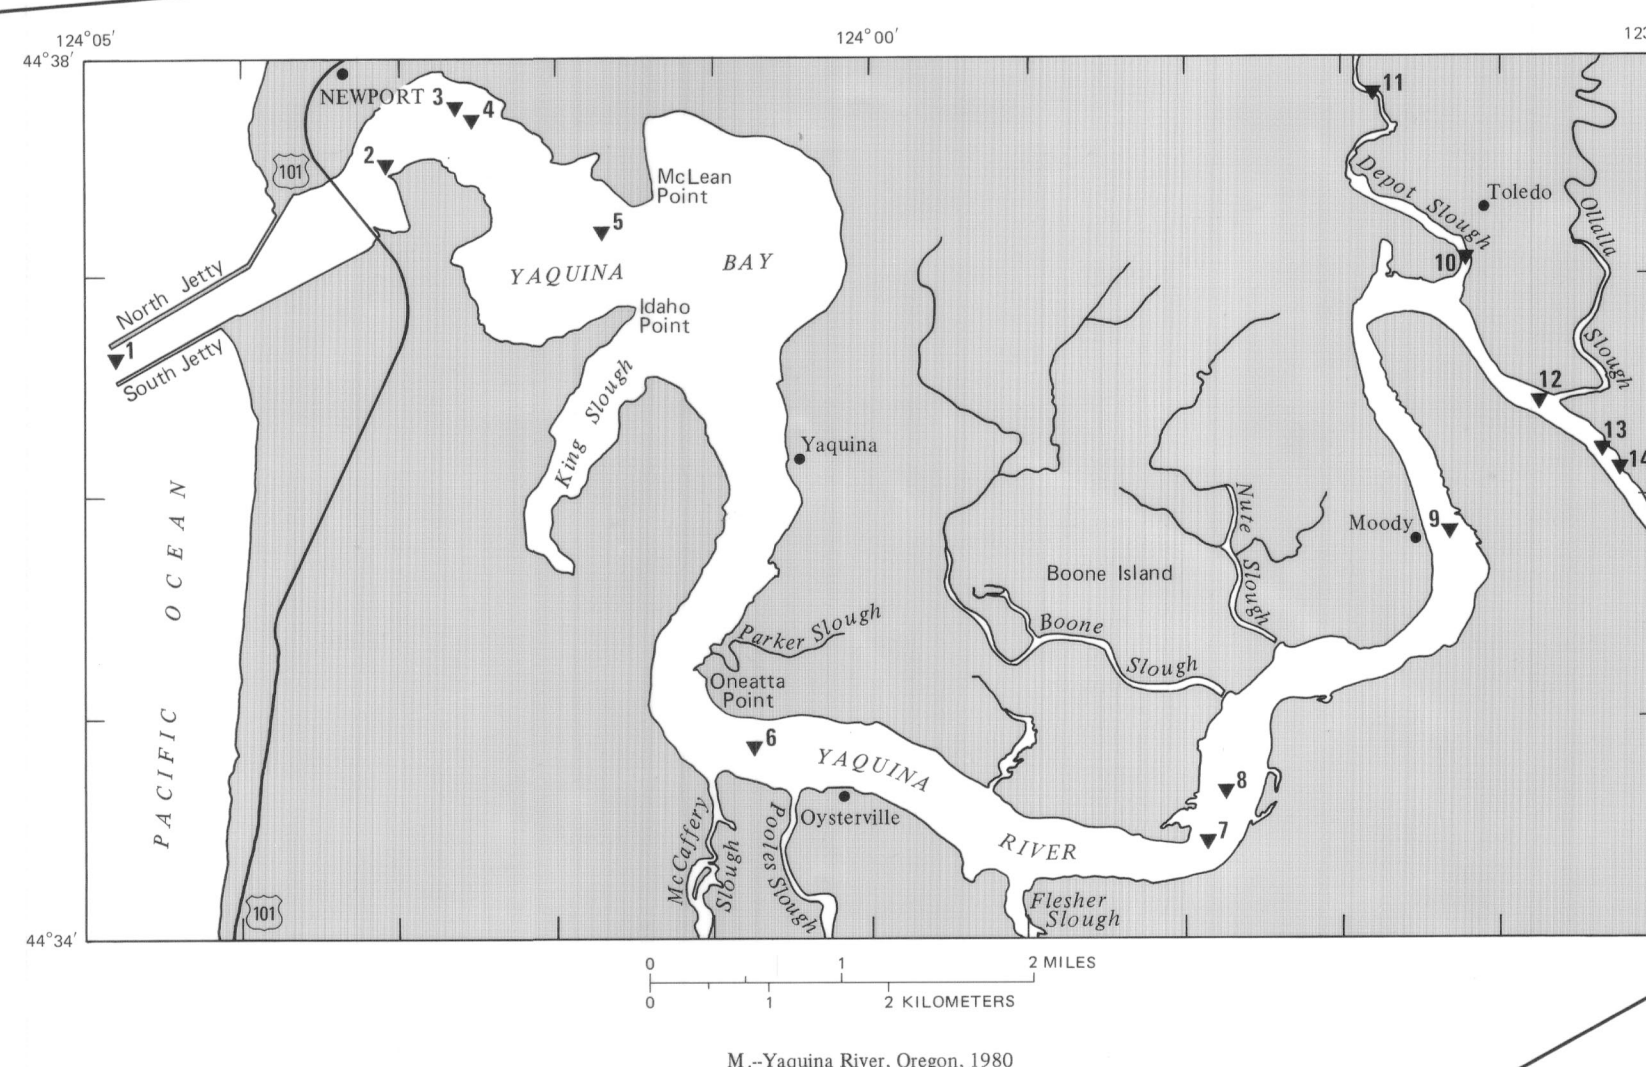 124°05′
124°00′
123
44°38′
NEWPORT
3
4
11
2
101
McLean
Point
Depot Slough
Toledo
Ollalla
Slough
5
10
YAQUINA BAY
North Jetty
Idaho
Point
1
South Jetty
King Slough
12
13
14
Yaquina
PACIFIC OCEAN
Nute
Slough
Moody
9
Boone Island
Parker Slough
Boone
Slough
Oneatta
Point
6
YAQUINA
RIVER
8
7
McCaffery
Slough
Pooles Slough
Oysterville
Flesher
Slough
101
44°34′
0 1 2 MILES
0 1 2 KILOMETERS
M.--Yaquina River, Oregon, 1980